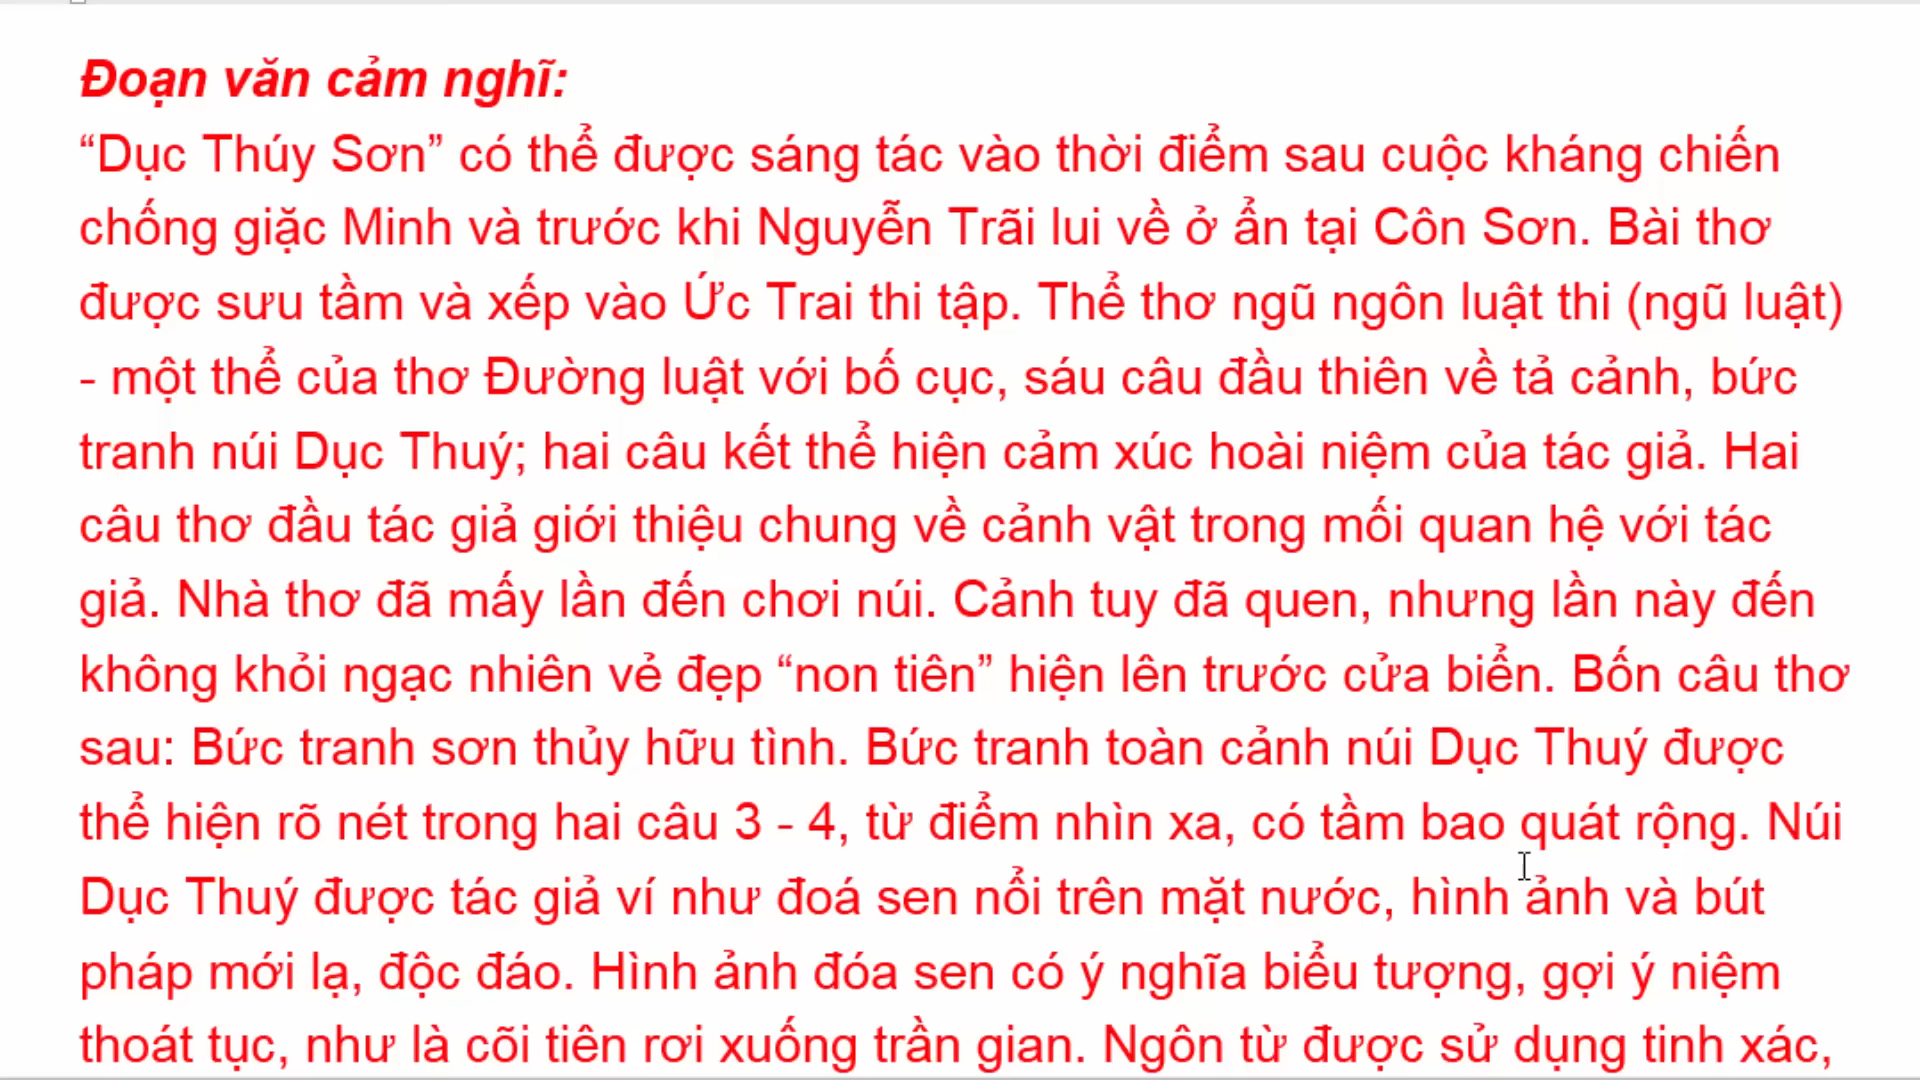 Đoạn văn cảm nghĩ:
“Dục Thúy Sơn” có thể được sáng tác vào thời điểm sau cuộc kháng chiến
chống giặc Minh và trước khi Nguyễn Trãi lui về ở ẩn tại Côn Sơn. Bài thơ
được sưu tầm và xếp vào Ức Trai thi tập. Thể thơ ngũ ngôn luật thi (ngũ luật)
- một thể của thơ Đường luật với bố cục, sáu câu đầu thiên về tả cảnh, bức
tranh núi Dục Thuý; hai câu kết thể hiện cảm xúc hoài niệm của tác giả. Hai
câu thơ đầu tác giả giới thiệu chung về cảnh vật trong mối quan hệ với tác
giả. Nhà thơ đã mấy lần đến chơi núi. Cảnh tuy đã quen, nhưng lần này đến
không khỏi ngạc nhiên vẻ đẹp “non tiên” hiện lên trước cửa biển. Bốn câu thơ
sau: Bức tranh sơn thủy hữu tình. Bức tranh toàn cảnh núi Dục Thuý được
thể hiện rõ nét trong hai câu 3 - 4, từ điểm nhìn xa, có tầm bao quát rộng. Núi
Dục Thuý được tác giả ví như đoá sen nổi trên mặt nước, hình ảnh và bút
pháp mới lạ, độc đáo. Hình ảnh đóa sen có ý nghĩa biểu tượng, gợi ý niệm
thoát tục, như là cõi tiên rơi xuống trần gian. Ngôn từ được sử dụng tinh xác,